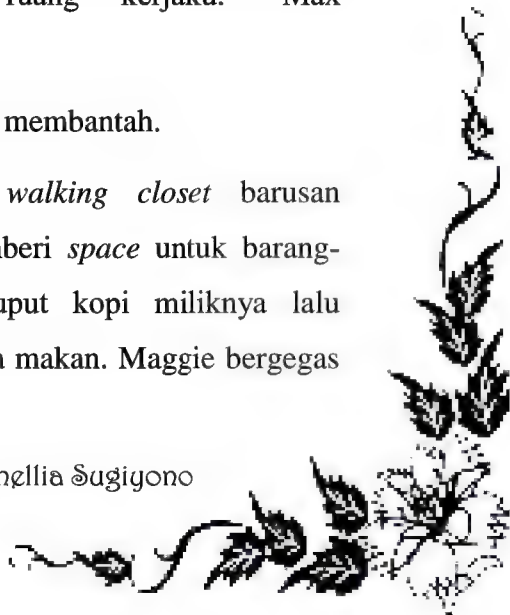 ruang kerjaku." Max
membantah.
walking closet barusan
beri space untuk barang-
uput kopi miliknya lalu
makan. Maggie bergegas
Sugiyono